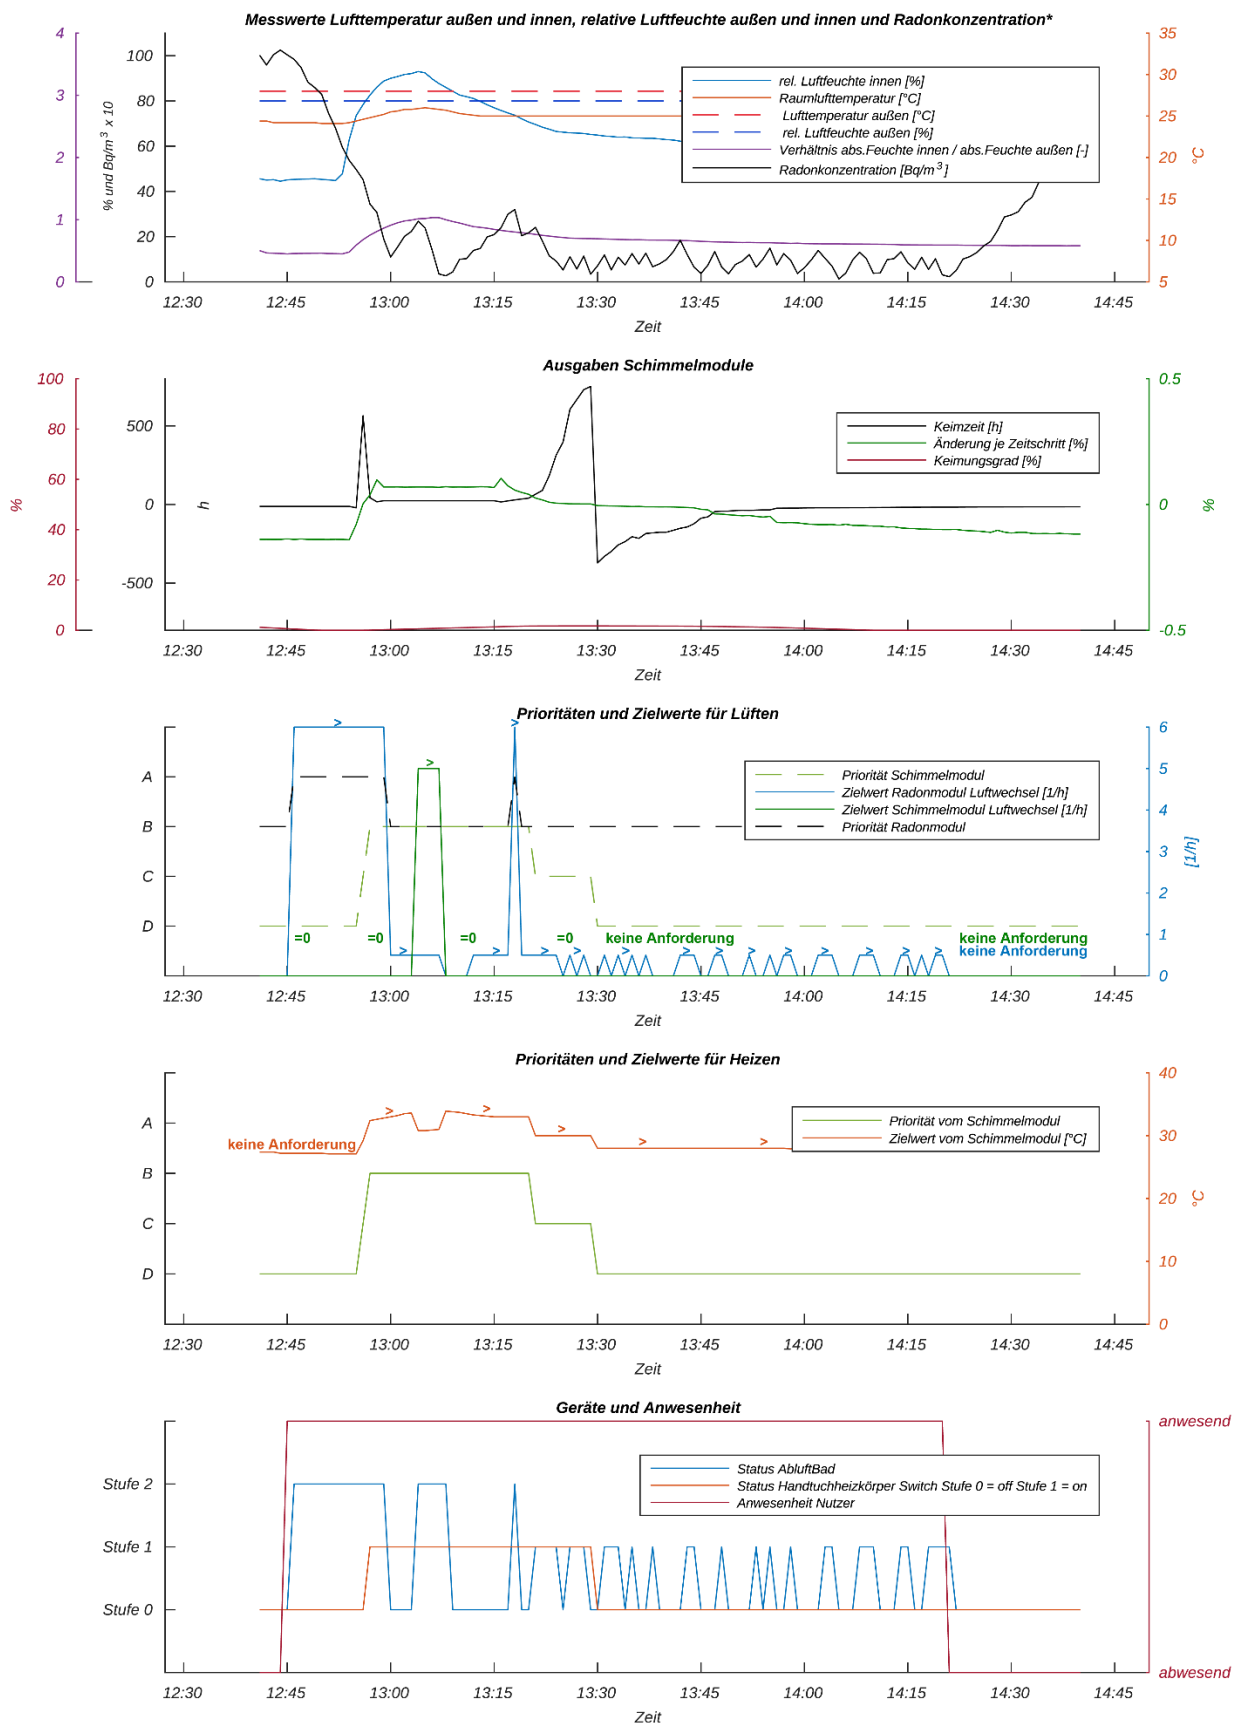 Messwerte Lufttemperatur außen und innen, relative Luftfeuchte außen und innen und Radonkonzentration*
4
3
2
1
0
% und Bq/m³ x 10
100
80
60
40
20
0
rel. Luftfeuchte innen [%]
Raumlufttemperatur [°C]
Lufttemperatur außen [°C]
rel. Luftfeuchte außen [%]
Verhältnis abs.Feuchte innen / abs.Feuchte außen [-]
Radonkonzentration [Bq/m³]
35
30
25
20
15
10
5
°C
12:30 12:45 13:00 13:15 13:30 13:45 14:00 14:15 14:30 14:45
Zeit
Ausgaben Schimmelmodule
100
80
60
40
20
0
%
500
0
-500
h
Keimzeit [h]
Änderung je Zeitschritt [%]
Keimungsgrad [%]
0.5
0
-0.5
%
12:30 12:45 13:00 13:15 13:30 13:45 14:00 14:15 14:30 14:45
Zeit
Prioritäten und Zielwerte für Lüften
A
B
C
D
> > >
Priorität Schimmelmodul
Zielwert Radonmodul Luftwechsel [1/h]
Zielwert Schimmelmodul Luftwechsel [1/h]
Priorität Radonmodul
=0 =0 =0 =0 keine Anforderung keine Anforderung
> > > > > > > > > > > > keine Anforderung
6
5
4
3
2
1
0
[1/h]
12:30 12:45 13:00 13:15 13:30 13:45 14:00 14:15 14:30 14:45
Zeit
Prioritäten und Zielwerte für Heizen
A
B
C
D
keine Anforderung > > > > >
Priorität vom Schimmelmodul
Zielwert vom Schimmelmodul [°C]
40
30
20
10
0
°C
12:30 12:45 13:00 13:15 13:30 13:45 14:00 14:15 14:30 14:45
Zeit
Geräte und Anwesenheit
Stufe 2
Stufe 1
Stufe 0
Status AbluftBad
Status Handtuchheizkörper Switch Stufe 0 = off Stufe 1 = on
Anwesenheit Nutzer
anwesend
abwesend
12:30 12:45 13:00 13:15 13:30 13:45 14:00 14:15 14:30 14:45
Zeit